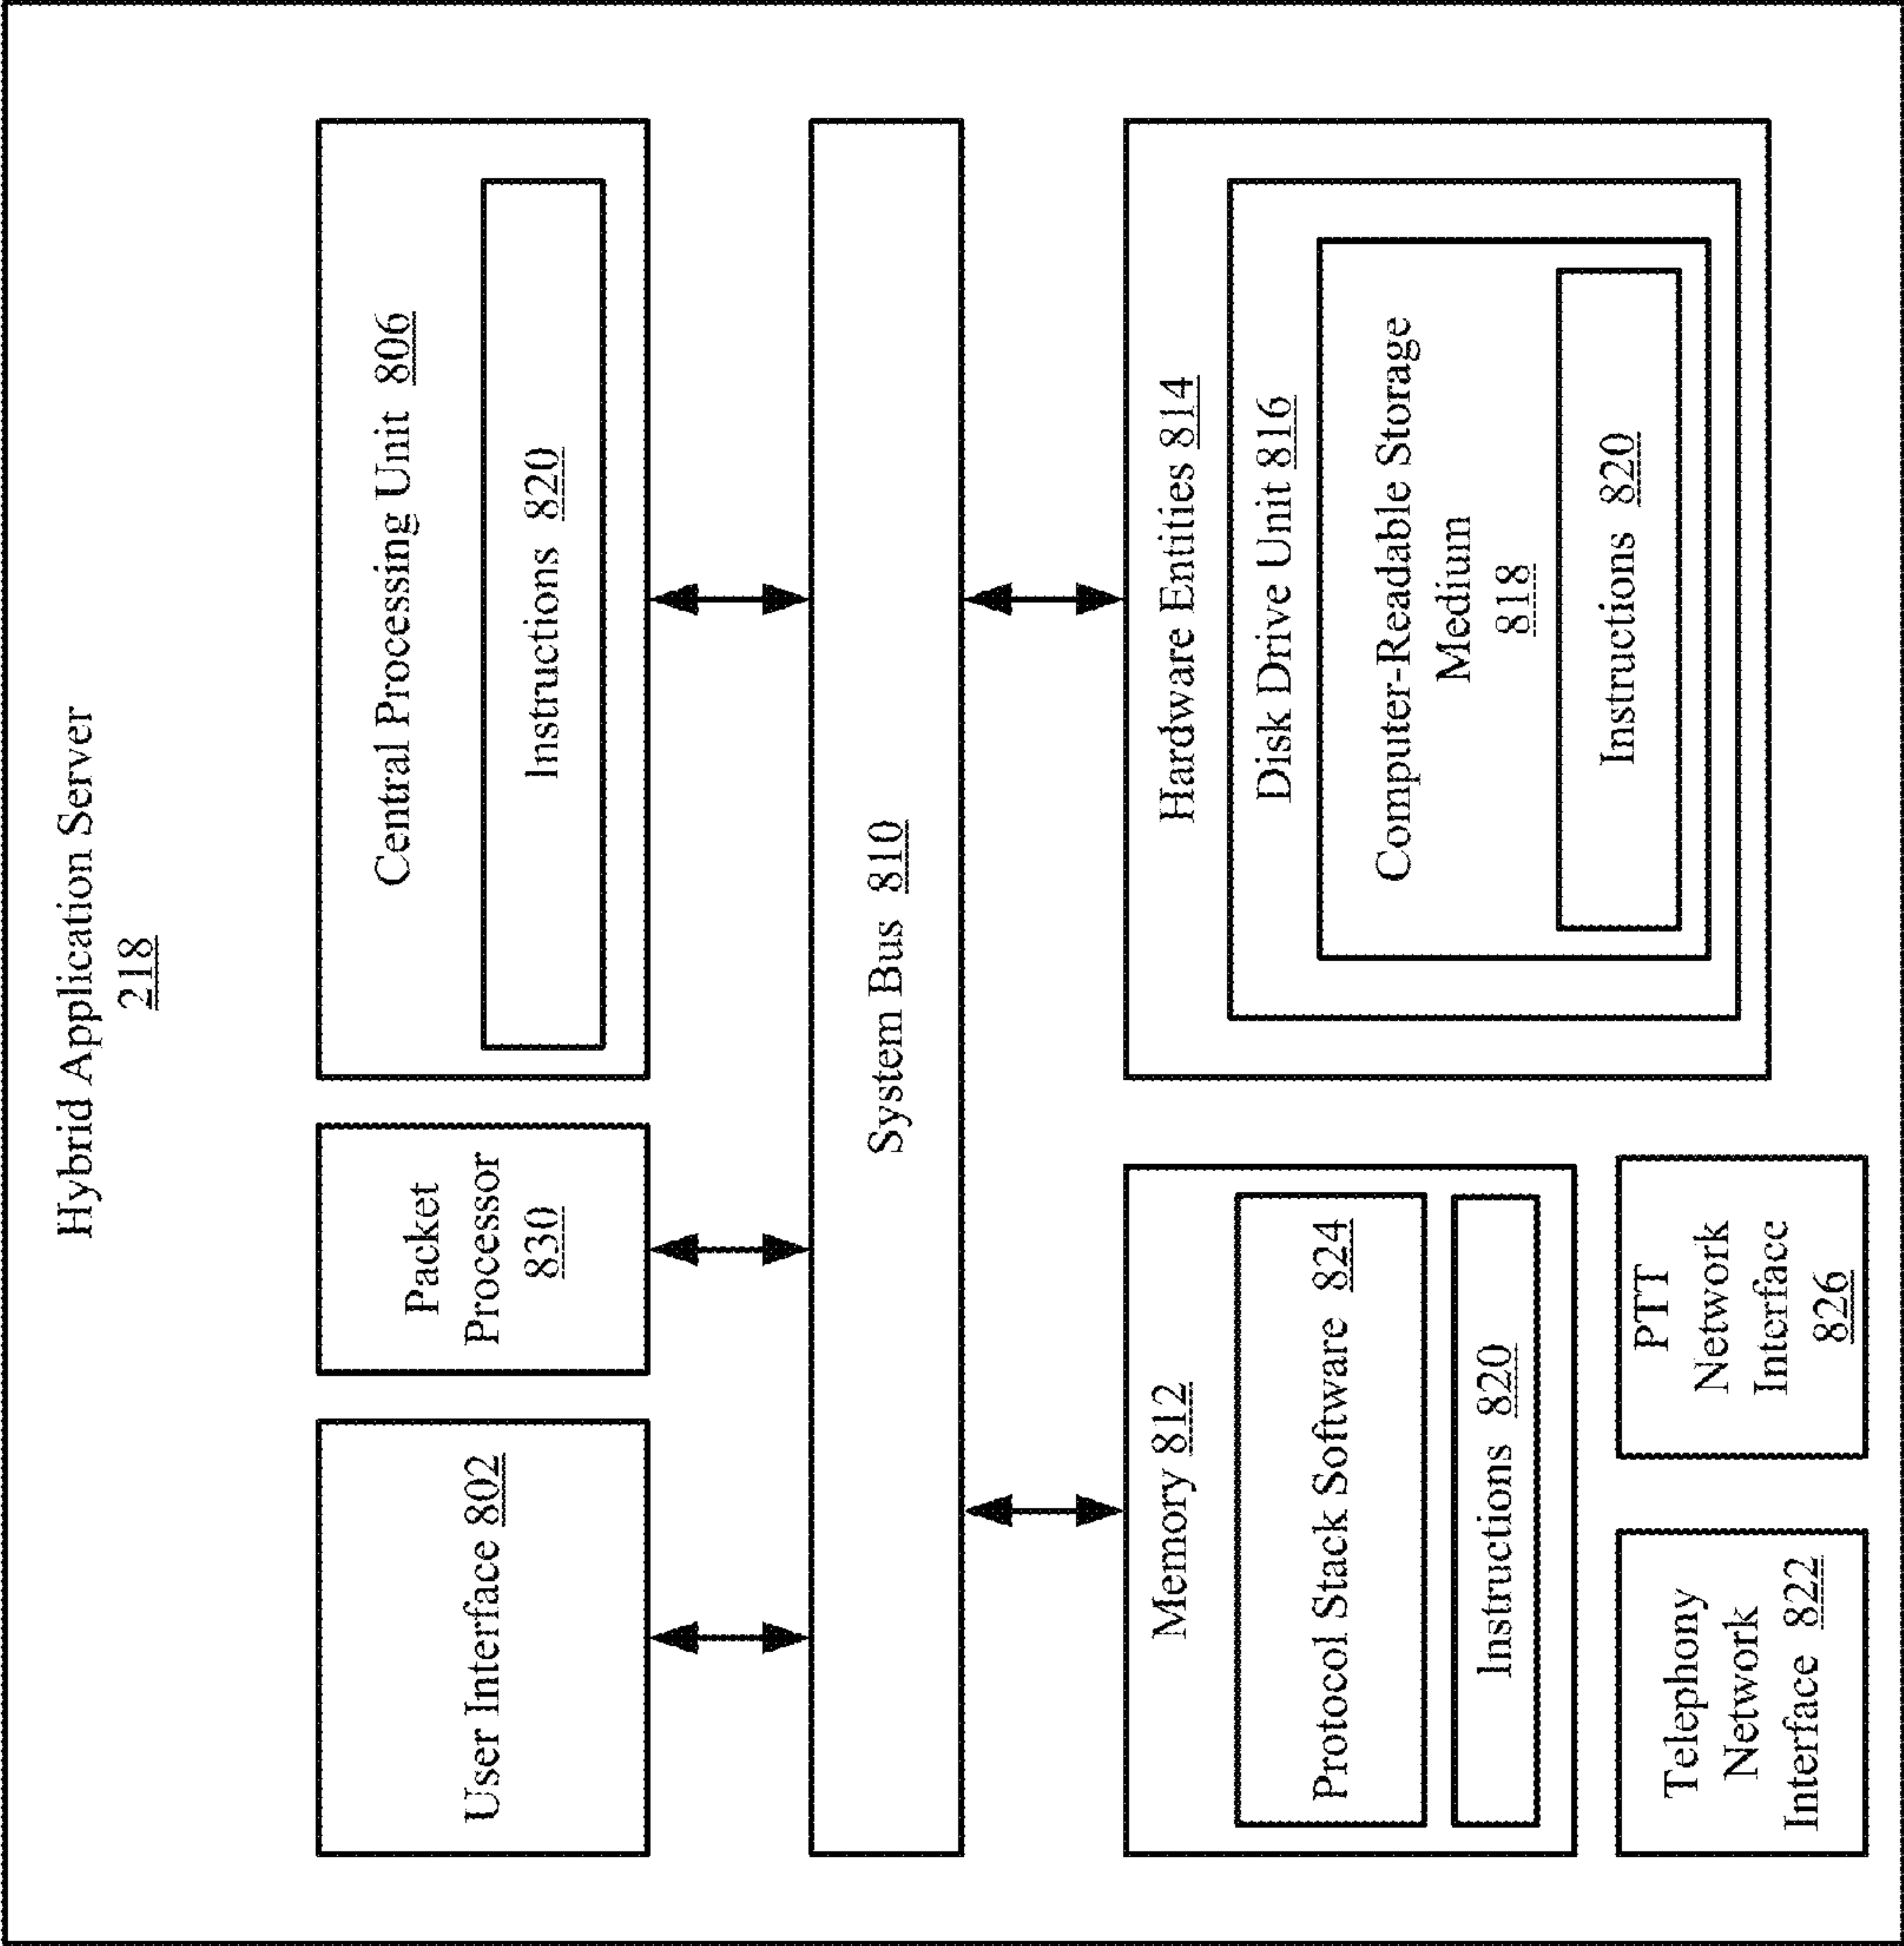 Hybrid Application Server
218
User Interface 802
Packet
Processor
830
Central Processing Unit 806
Instructions 820
System Bus 810
Memory 812
Protocol Stack Software 824
Instructions 820
Telephony
Network
Interface 822
PTT
Network
Interface
826
Hardware Entities 814
Disk Drive Unit 816
Computer-Readable Storage
Medium
818
Instructions 820